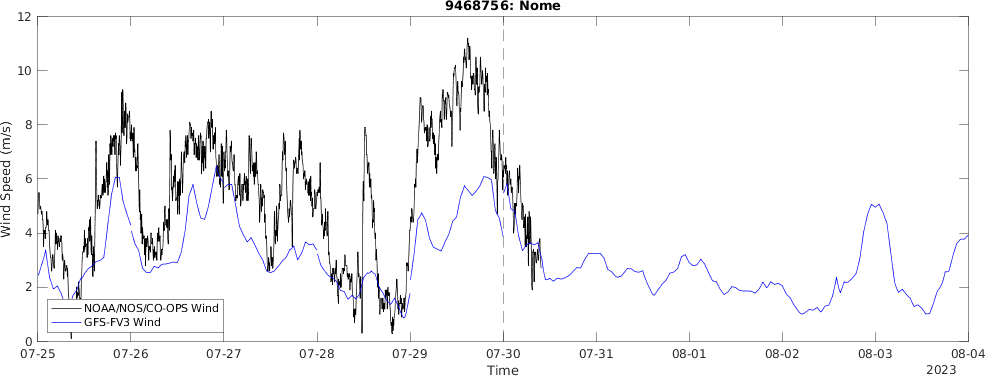 9468756: Nome
12
10
8
6
4
2
0
Wind Speed (m/s)
NOAA/NOS/CO-OPS Wind
GFS-FV3 Wind
07-25 07-26 07-27 07-28 07-29 07-30 07-31 08-01 08-02 08-03 08-04
Time
2023